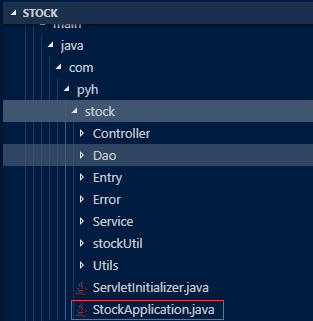 STOCK
main
java
com
pyh
stock
Controller
Dao
Entry
Error
Service
stockUtil
Utils
ServletInitializer.java
StockApplication.java